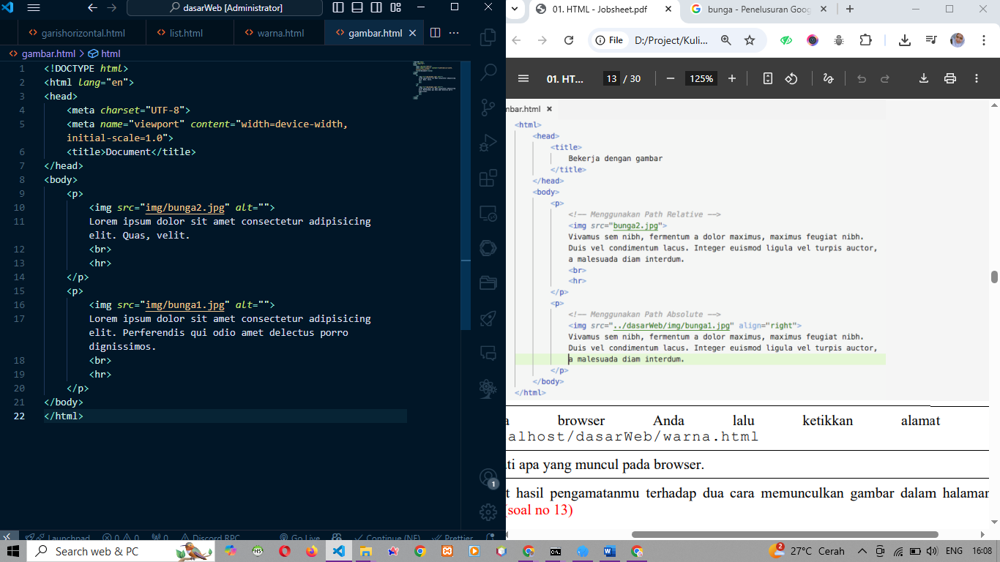 dasarWeb [Administrator]
garishorizontal.html
list.html
warna.html
gambar.html
gambar.html > html
1 <!DOCTYPE html>
2 <html lang="en">
3 <head>
4 <meta charset="UTF-8">
5 <meta name="viewport" content="width=device-width,
initial-scale=1.0">
6 <title>Document</title>
7 </head>
8 <body>
9 <p>
10 <img src="img/bunga2.jpg" alt="">
11 Lorem ipsum dolor sit amet consectetur adipisicing
elit. Quas, velit.
12 <br>
13 <hr>
14 </p>
15 <p>
16 <img src="img/bunga1.jpg" alt="">
17 Lorem ipsum dolor sit amet consectetur adipisicing
elit. Perferendis qui odio amet delectus porro
dignissimos.
18 <br>
19 <hr>
20 </p>
21 </body>
22 </html>
1
Launchpad 0 0 0 Discord RPC Go Live Continue (NE) Prettier
01. HTML - Jobsheet.pdf
bunga - Penelusuran Goog
File D:/Project/Kuli...
01. HT... 13 / 30 125%
mbar.html
<html>
<head>
<title>
Bekerja dengan gambar
</title>
</head>
<body>
<p>
<!-- Menggunakan Path Relative -->
<img src="bunga2.jpg">
Vivamus sem nibh, fermentum a dolor maximus, maximus feugiat nibh.
Duis vel condimentum lacus. Integer euismod ligula vel turpis auctor,
a malesuada diam interdum.
<br>
<hr>
</p>
<p>
<!-- Menggunakan Path Absolute -->
<img src="../dasarWeb/img/bunga1.jpg" align="right">
Vivamus sem nibh, fermentum a dolor maximus, maximus feugiat nibh.
Duis vel condimentum lacus. Integer euismod ligula vel turpis auctor,
a malesuada diam interdum.
</p>
</body>
</html>
a browser Anda lalu ketikkan alamat
alhost/dasarWeb/warna.html
ti apa yang muncul pada browser.
t hasil pengamatanmu terhadap dua cara memunculkan gambar dalam halaman
(soal no 13)
Search web & PC
2
27°C Cerah
ENG
16:08